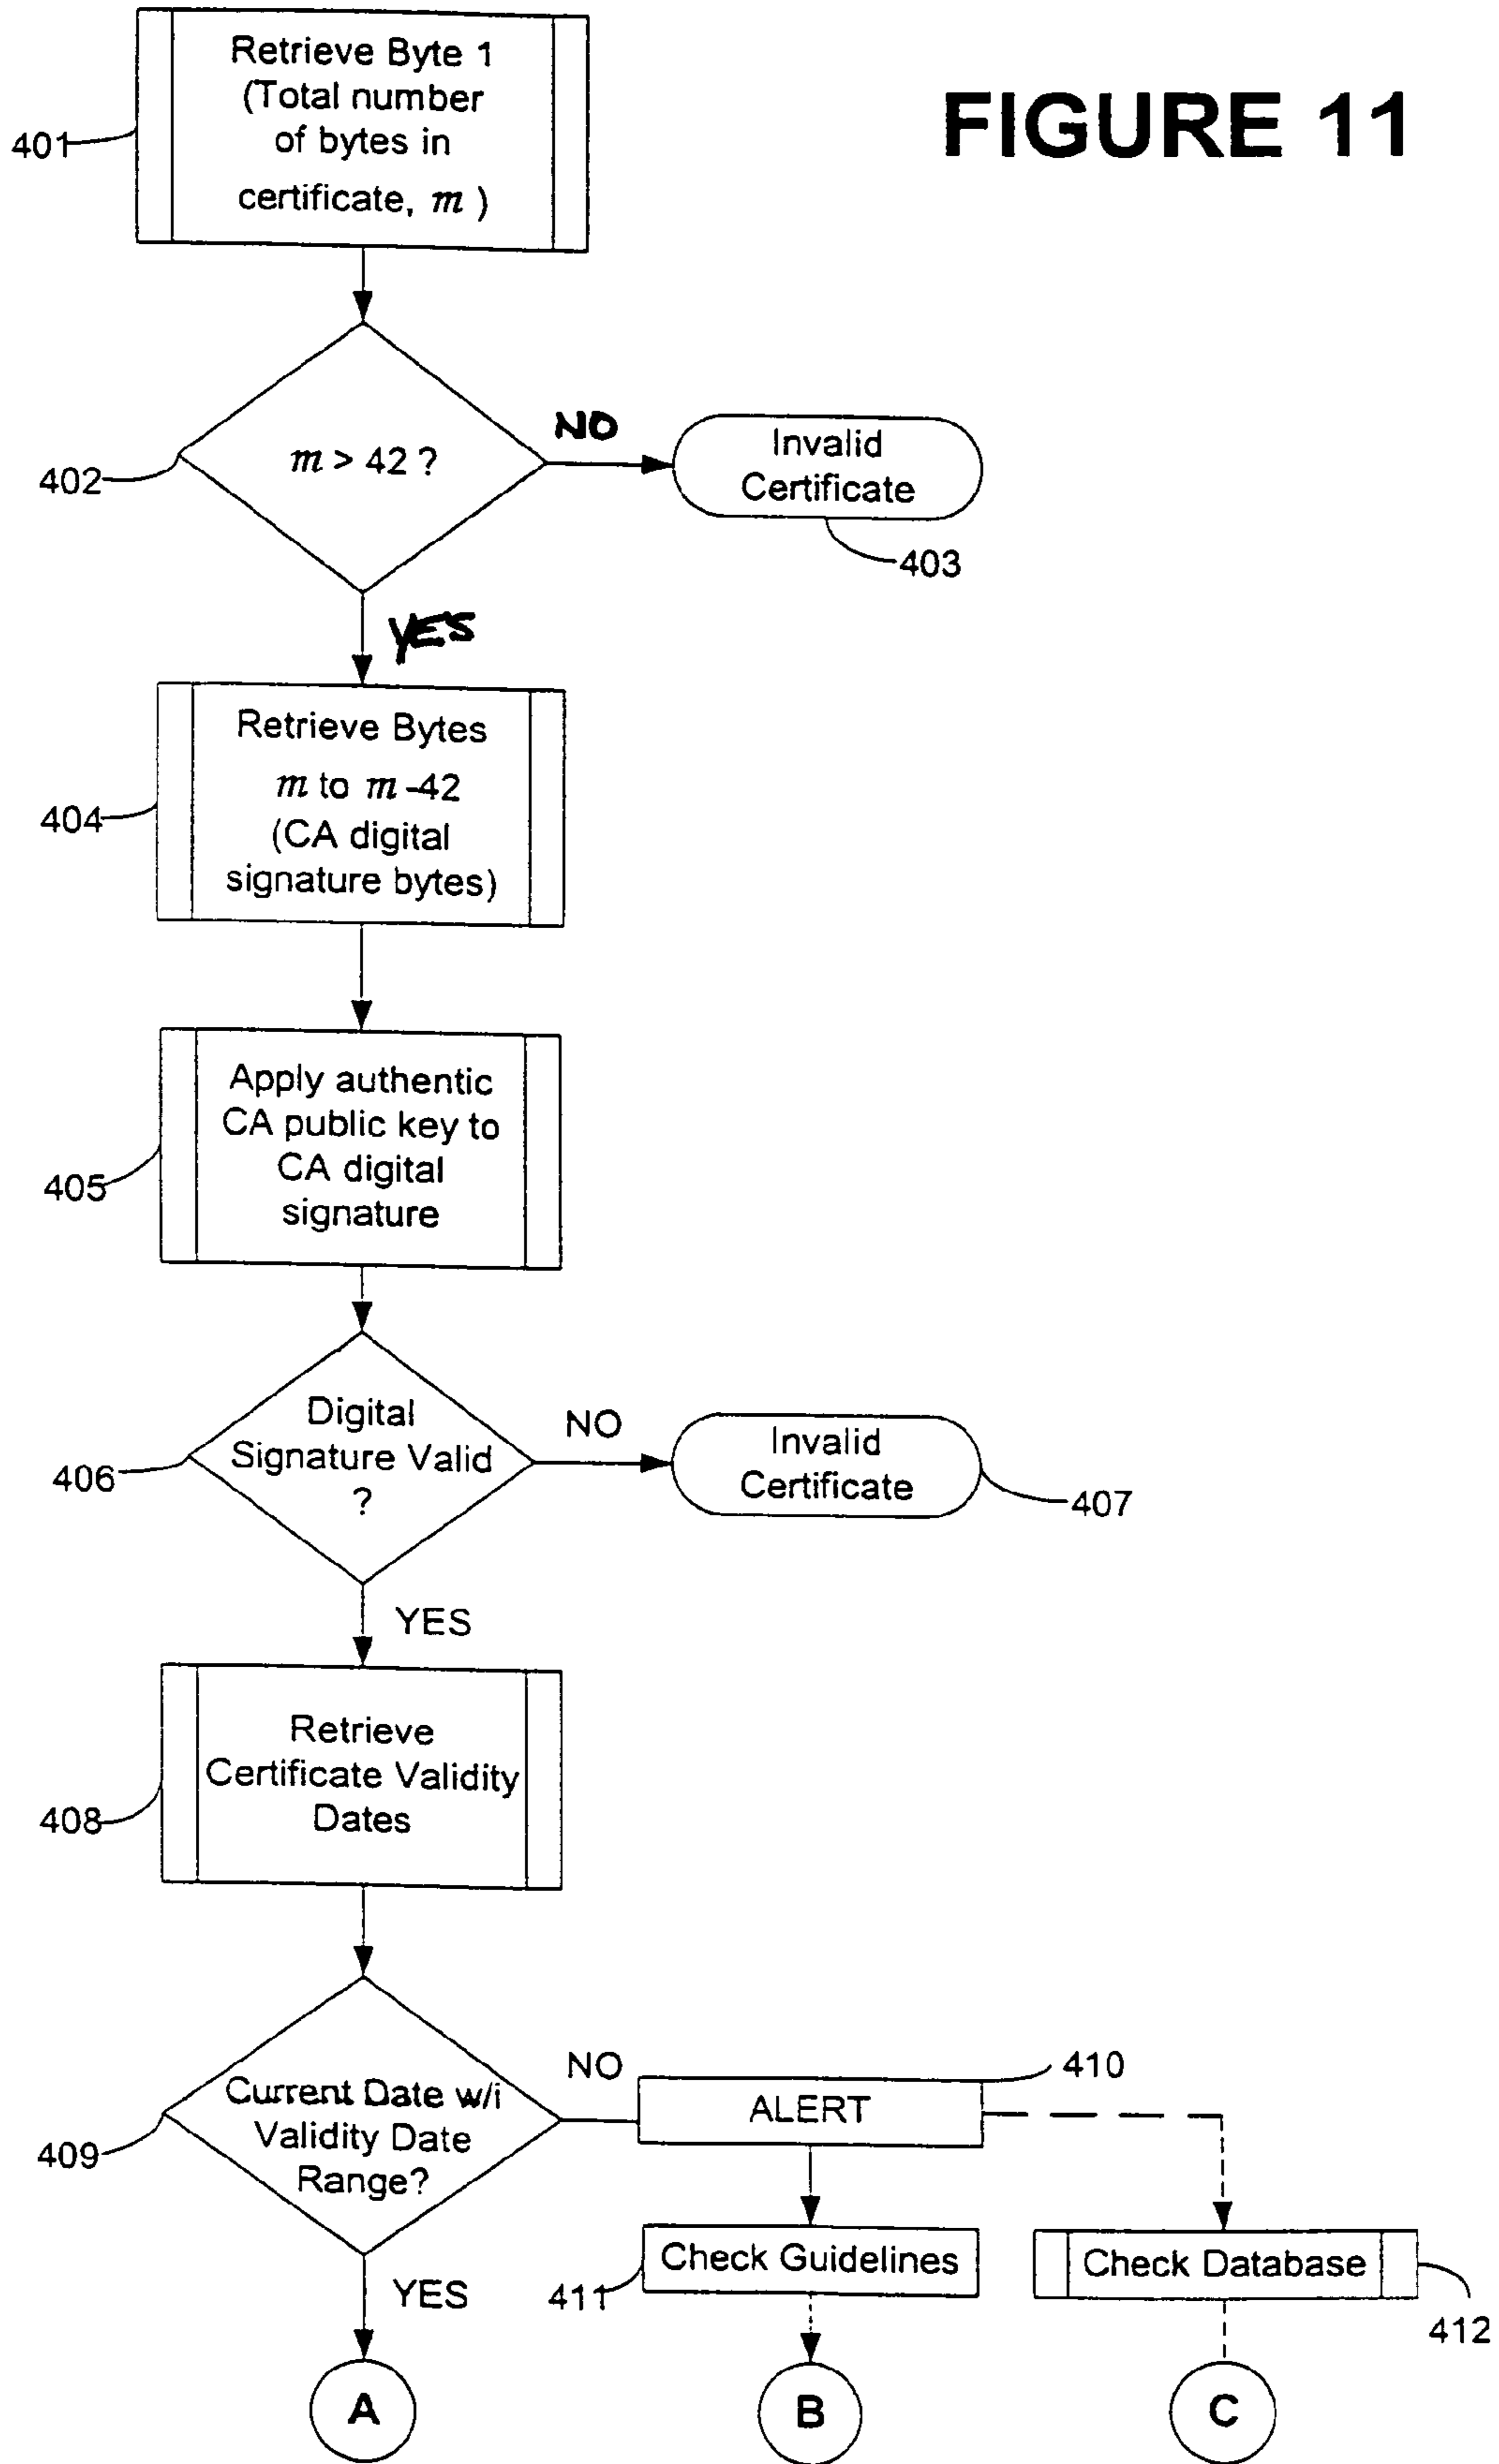 FIGURE 11
Retrieve Byte 1
(Total number
of bytes in
certificate, m )
401
m > 42 ?
402
NO
Invalid
Certificate
403
YES
Retrieve Bytes
m to m -42
(CA digital
signature bytes)
404
Apply authentic
CA public key to
CA digital
signature
405
Digital
Signature Valid
?
406
NO
Invalid
Certificate
407
YES
Retrieve
Certificate Validity
Dates
408
Current Date w/i
Validity Date
Range?
409
NO
ALERT
410
YES
Check Guidelines
411
Check Database
412
A
B
C